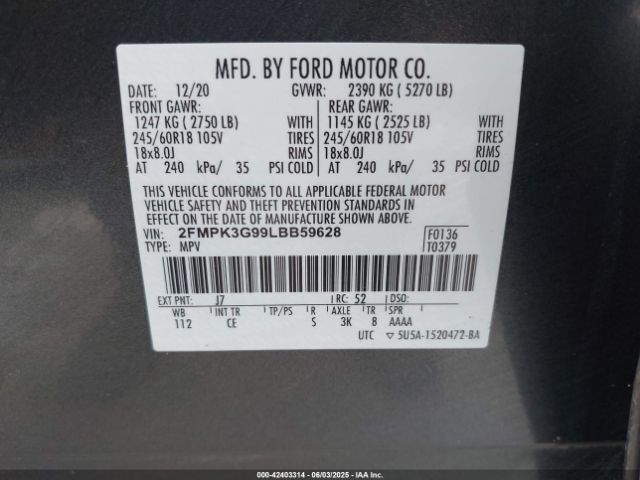 MFD. BY FORD MOTOR CO.
DATE: 12/20 GVWR: 2390 KG ( 5270 LB)
FRONT GAWR: REAR GAWR:
1247 KG ( 2750 LB) WITH 1145 KG ( 2525 LB) WITH
245/60R18 105V TIRES 245/60R18 105V TIRES
18x8.0J RIMS 18x8.0J RIMS
AT 240 kPa/ 35 PSI COLD AT 240 kPa/ 35 PSI COLD
THIS VEHICLE CONFORMS TO ALL APPLICABLE FEDERAL MOTOR
VEHICLE SAFETY AND THEFT PREVENTION STANDARDS IN
EFFECT ON THE DATE OF MANUFACTURE SHOWN ABOVE.
VIN: 2FMPK3G99LBB59628 F0136
TYPE: MPV T0379
EXT PNT: J7 RC: 52 DSO:
WB INT TR TP/PS R AXLE TR SPR
112 CE S 3K 8 AAAA
UTC ▽ 5U5A-1520472-BA
000-42403314 - 06/03/2025 - IAA Inc.